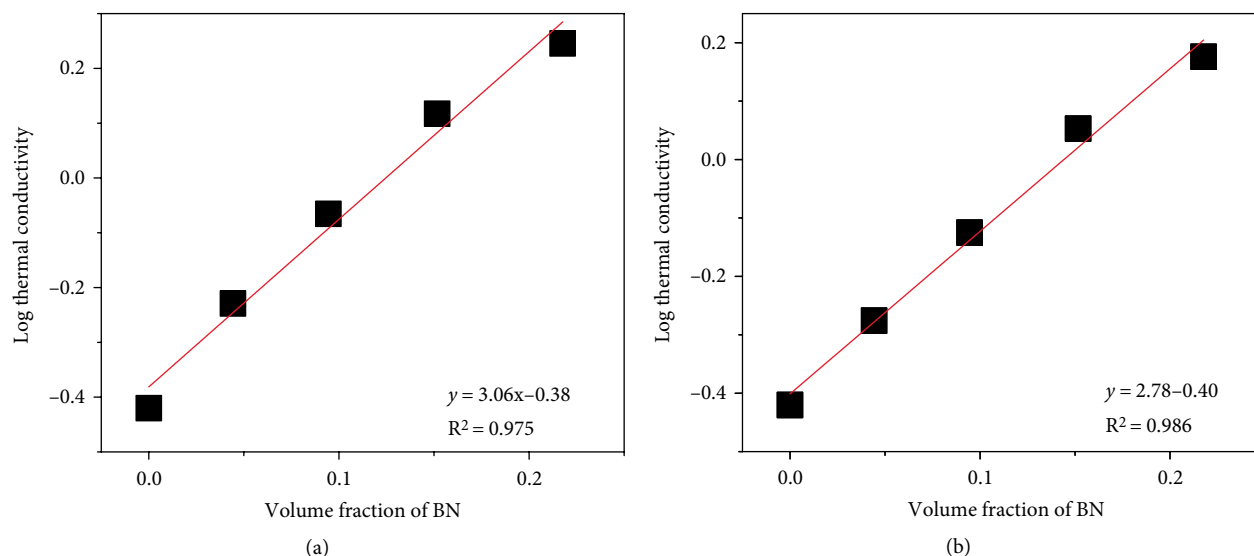 Log thermal conductivity
0.2
0.0
–0.2
–0.4
0.0
0.1
0.2
Volume fraction of BN
y = 3.06x–0.38
R² = 0.975
(a)
Log thermal conductivity
0.2
0.0
–0.2
–0.4
0.0
0.1
0.2
Volume fraction of BN
y = 2.78–0.40
R² = 0.986
(b)